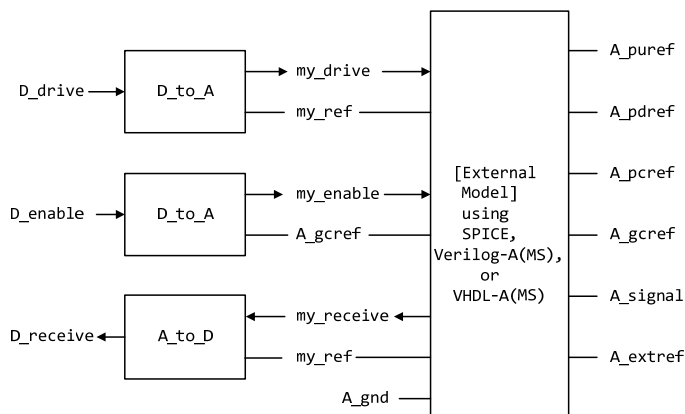 D_drive
D_to_A
my_drive
my_ref
D_enable
D_to_A
my_enable
A_gcref
D_receive
A_to_D
my_receive
my_ref
A_gnd
[External
Model]
using
SPICE,
Verilog-A(MS),
or
VHDL-A(MS)
A_puref
A_pdref
A_pcref
A_gcref
A_signal
A_extref